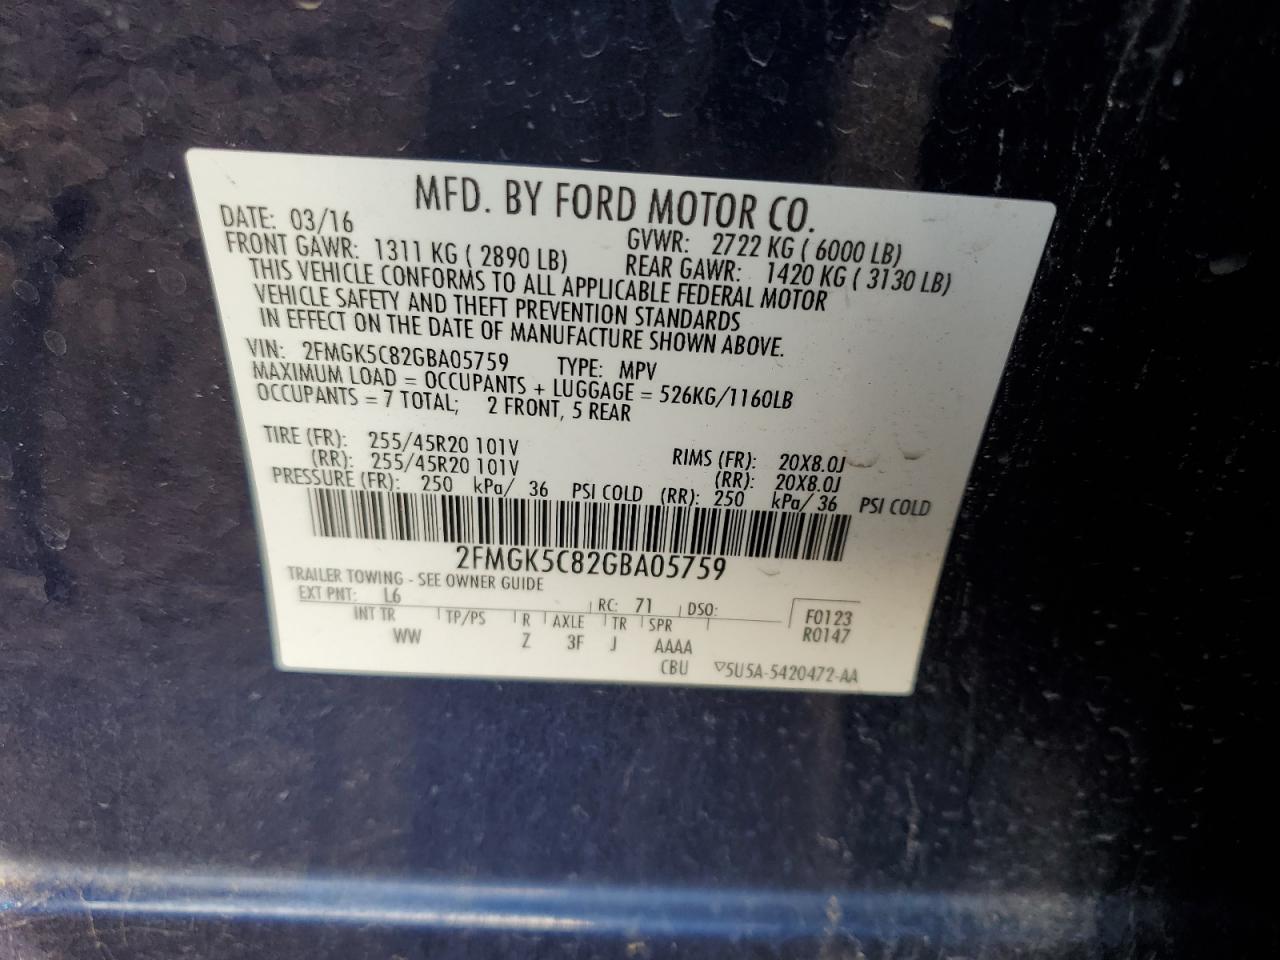 MFD. BY FORD MOTOR CO.
DATE: 03/16 GVWR: 2722 KG ( 6000 LB)
FRONT GAWR: 1311 KG ( 2890 LB) REAR GAWR: 1420 KG ( 3130 LB)
THIS VEHICLE CONFORMS TO ALL APPLICABLE FEDERAL MOTOR
VEHICLE SAFETY AND THEFT PREVENTION STANDARDS
IN EFFECT ON THE DATE OF MANUFACTURE SHOWN ABOVE.
VIN: 2FMGK5C82GBA05759 TYPE: MPV
MAXIMUM LOAD = OCCUPANTS + LUGGAGE = 526KG/1160LB
OCCUPANTS = 7 TOTAL; 2 FRONT, 5 REAR
TIRE (FR): 255/45R20 101V RIMS (FR): 20X8.0J
(RR): 255/45R20 101V (RR): 20X8.0J
PRESSURE (FR): 250 kPa/ 36 PSI COLD (RR): 250 kPa/ 36 PSI COLD
2FMGK5C82GBA05759
TRAILER TOWING - SEE OWNER GUIDE
EXT PNT: L6 RC: 71 DSO: F0123
INT TR TP/PS R AXLE TR SPR R0147
WW Z 3F J AAAA
CBU ▽5U5A-5420472-AA